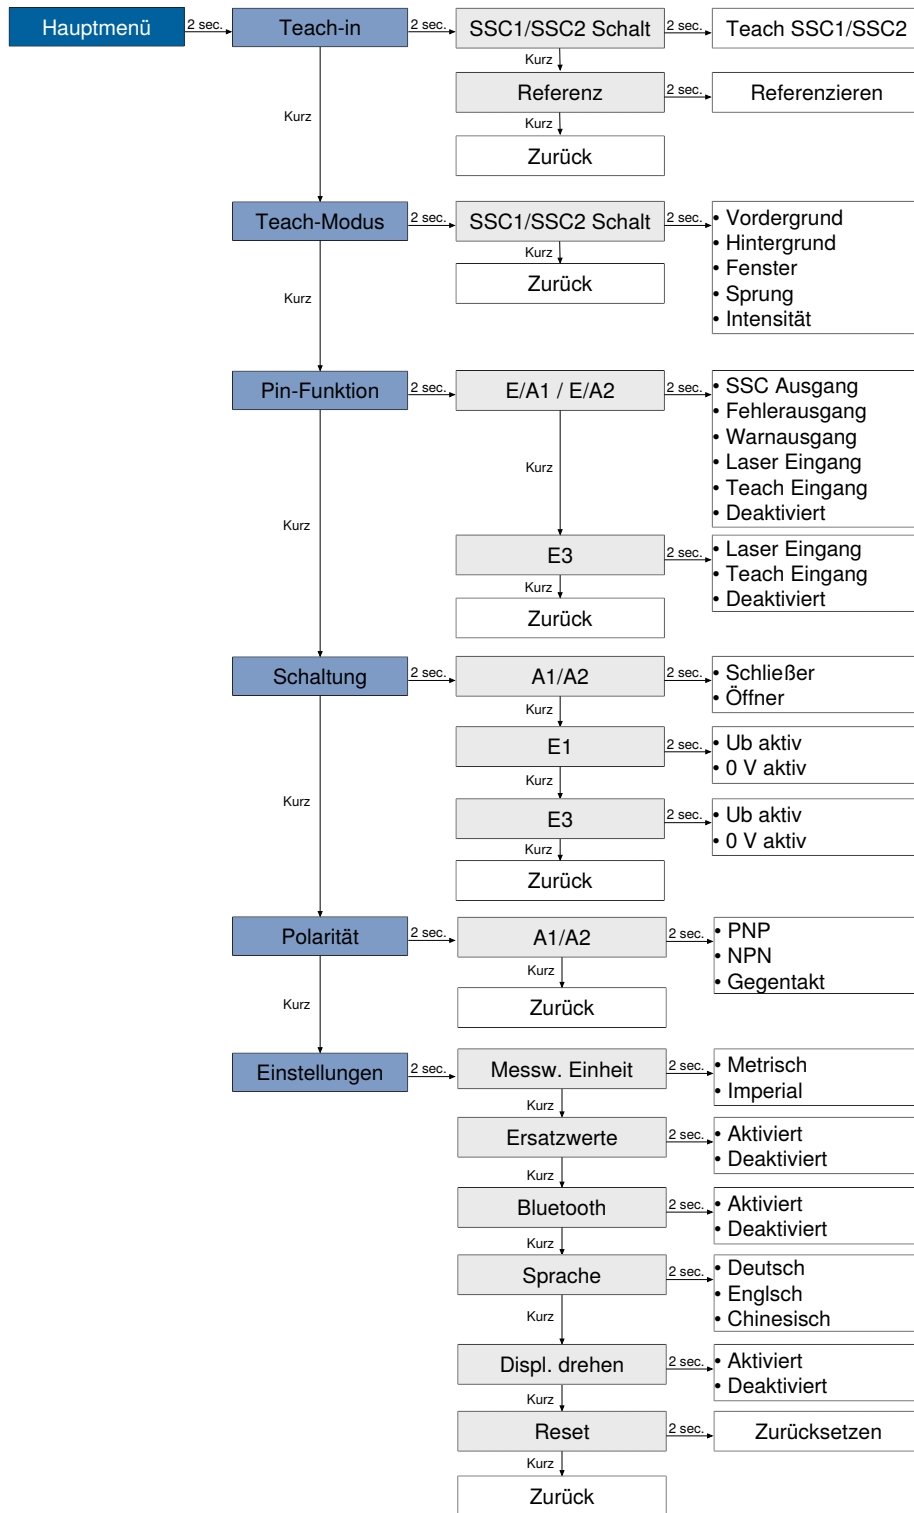 Hauptmenü
2 sec.
Teach-in
2 sec.
SSC1/SSC2 Schalt
2 sec.
Teach SSC1/SSC2
Kurz
Referenz
2 sec.
Referenzieren
Kurz
Kurz
Zurück
Teach-Modus
2 sec.
SSC1/SSC2 Schalt
2 sec.
• Vordergrund
• Hintergrund
• Fenster
• Sprung
• Intensität
Kurz
Zurück
Kurz
Pin-Funktion
2 sec.
E/A1 / E/A2
2 sec.
• SSC Ausgang
• Fehlerausgang
• Warnausgang
• Laser Eingang
• Teach Eingang
• Deaktiviert
Kurz
E3
2 sec.
• Laser Eingang
• Teach Eingang
• Deaktiviert
Kurz
Kurz
Zurück
Schaltung
2 sec.
A1/A2
2 sec.
• Schließer
• Öffner
Kurz
E1
2 sec.
• Ub aktiv
• 0 V aktiv
Kurz
Kurz
E3
2 sec.
• Ub aktiv
• 0 V aktiv
Kurz
Zurück
Polarität
2 sec.
A1/A2
2 sec.
• PNP
• NPN
• Gegentakt
Kurz
Zurück
Kurz
Einstellungen
2 sec.
Messw. Einheit
2 sec.
• Metrisch
• Imperial
Kurz
Ersatzwerte
2 sec.
• Aktiviert
• Deaktiviert
Kurz
Bluetooth
2 sec.
• Aktiviert
• Deaktiviert
Kurz
Sprache
2 sec.
• Deutsch
• Englsch
• Chinesisch
Kurz
Displ. drehen
2 sec.
• Aktiviert
• Deaktiviert
Kurz
Reset
2 sec.
Zurücksetzen
Kurz
Zurück